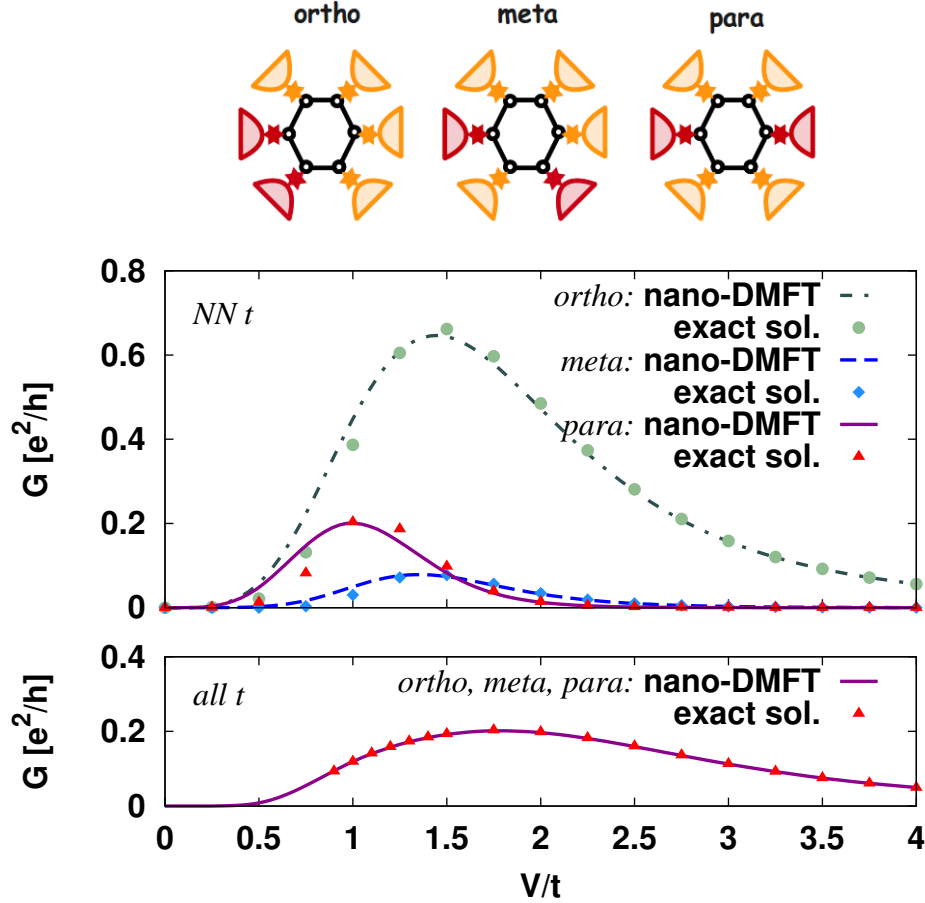 ortho meta para
0.8
NN t
ortho: nano-DMFT
exact sol.
0.6
meta: nano-DMFT
exact sol.
0.4
para: nano-DMFT
exact sol.
G [e²/h]
0.2
0
0.4
all t
ortho, meta, para: nano-DMFT
exact sol.
G [e²/h]
0.2
0
0 0.5 1 1.5 2 2.5 3 3.5 4
V/t